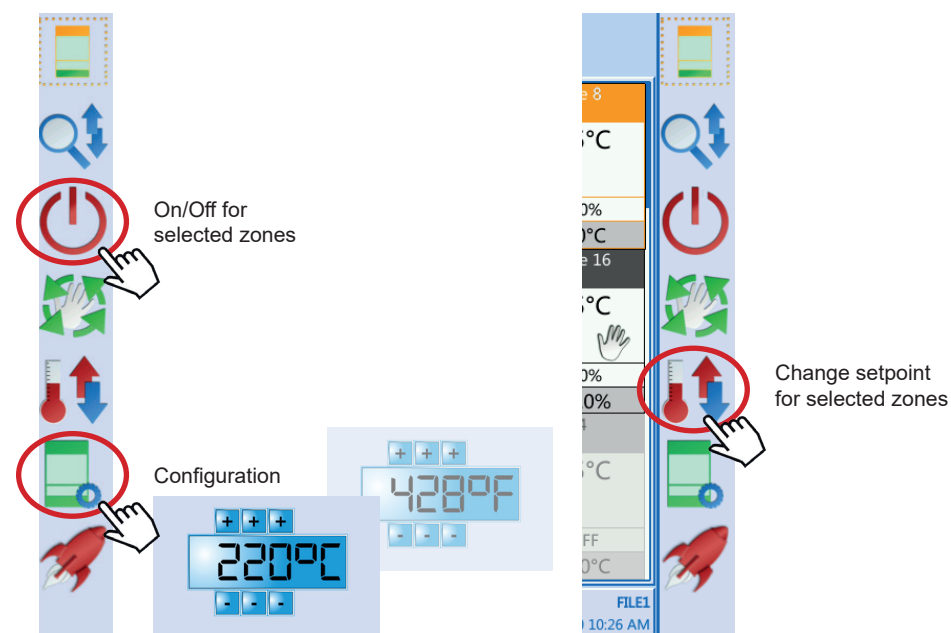 On/Off for
selected zones
Configuration
+ + +
428°F
- - -
+ + +
220°C
- - -
e 8
°C
0%
0°C
e 16
°C
0%
0%
4
°C
FF
0°C
FILE1
10:26 AM
Change setpoint
for selected zones